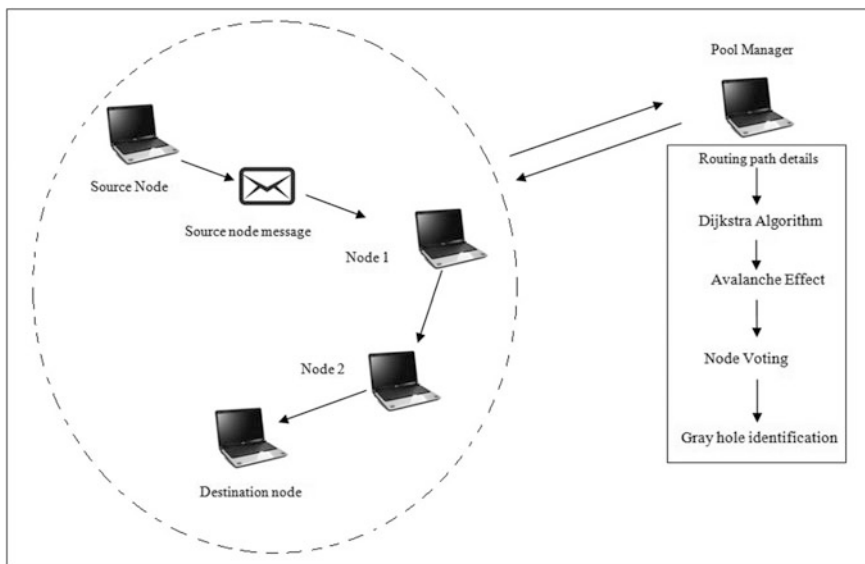 Pool Manager
Source Node
Source node message
Node 1
Node 2
Destination node
Routing path details
Dijkstra Algorithm
Avalanche Effect
Node Voting
Gray hole identification